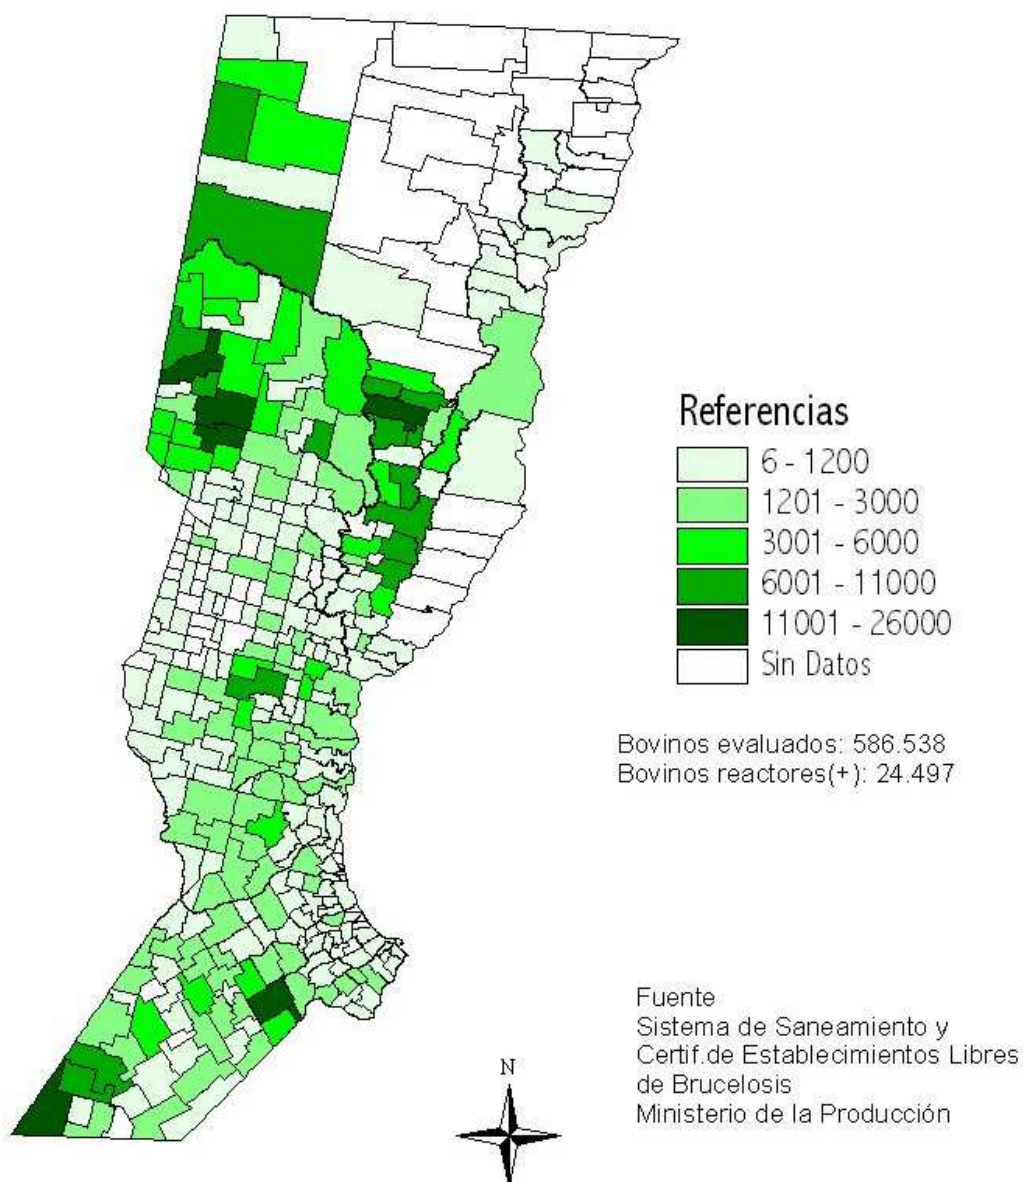 Referencias
6 - 1200
1201 - 3000
3001 - 6000
6001 - 11000
11001 - 26000
Sin Datos
Bovinos evaluados: 586.538
Bovinos reactores(+): 24.497
Fuente
Sistema de Saneamiento y
Certif.de Establecimientos Libres
de Brucelosis
Ministerio de la Producción
N